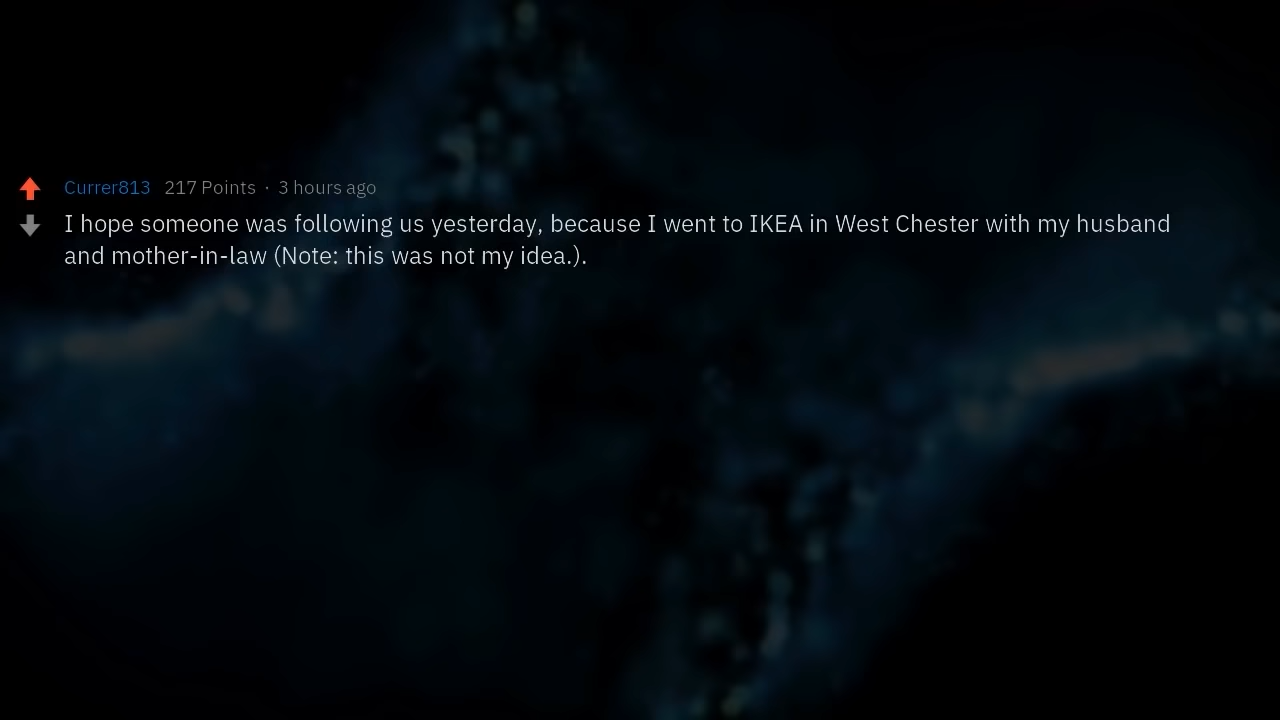 Currer813 217 Points · 3 hours ago
I hope someone was following us yesterday, because I went to IKEA in West Chester with my husband
and mother-in-law (Note: this was not my idea.).